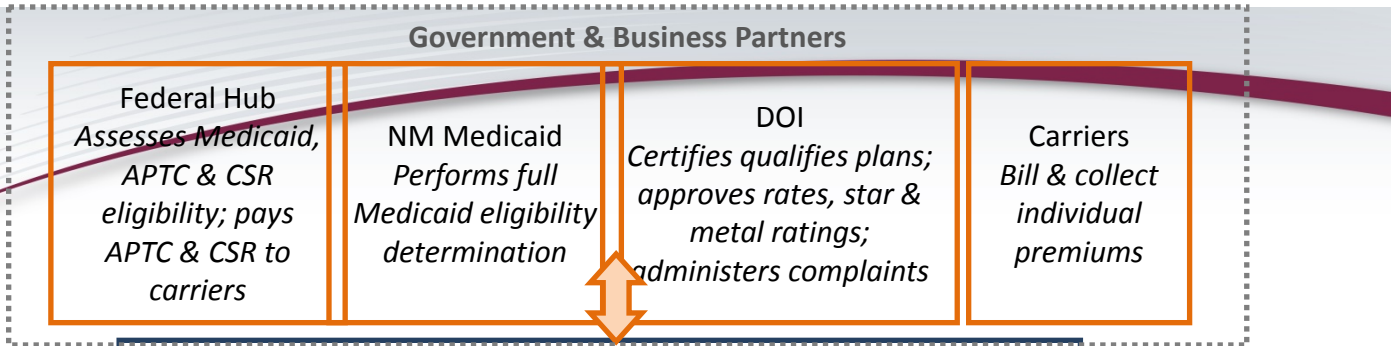 Government & Business Partners
Federal Hub
Assesses Medicaid,
APTC & CSR
eligibility; pays
APTC & CSR to
carriers
NM Medicaid
Performs full
Medicaid eligibility
determination
DOI
Certifies qualifies plans;
approves rates, star &
metal ratings;
administers complaints
Carriers
Bill & collect
individual
premiums